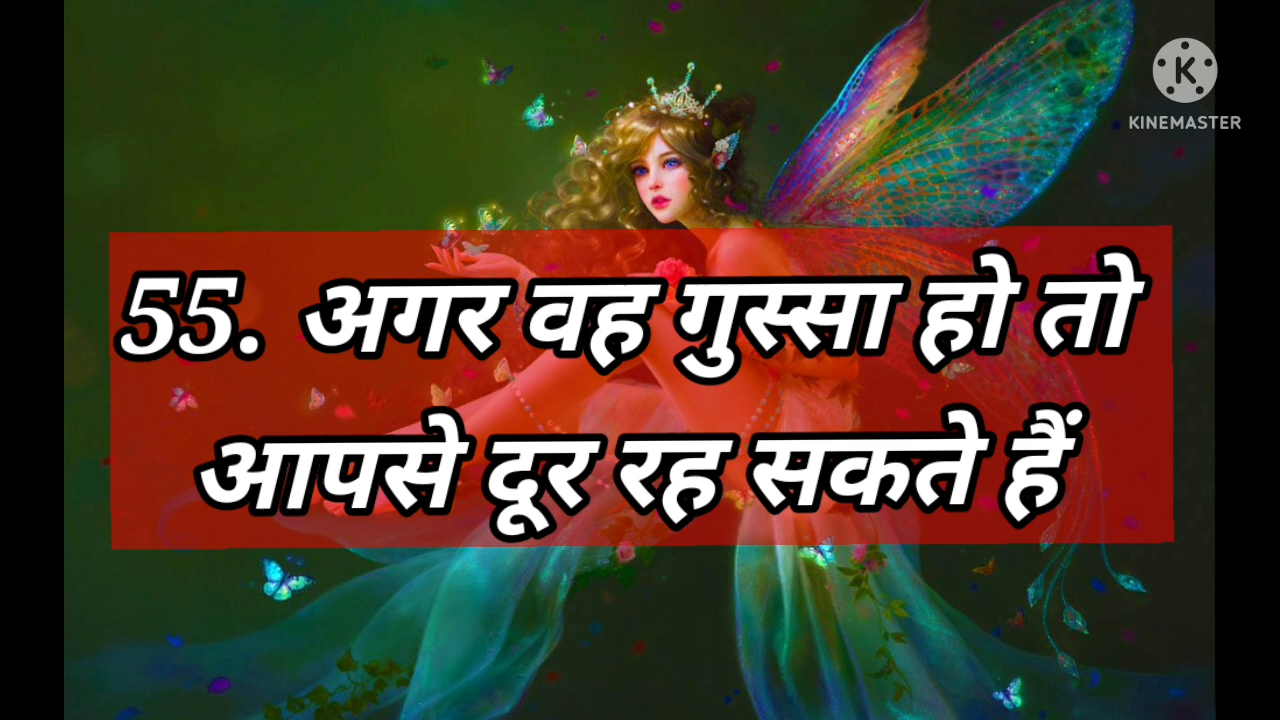 KINEMASTER
55. अगर वह गुस्सा हो तो
आपसे दूर रह सकते हैं